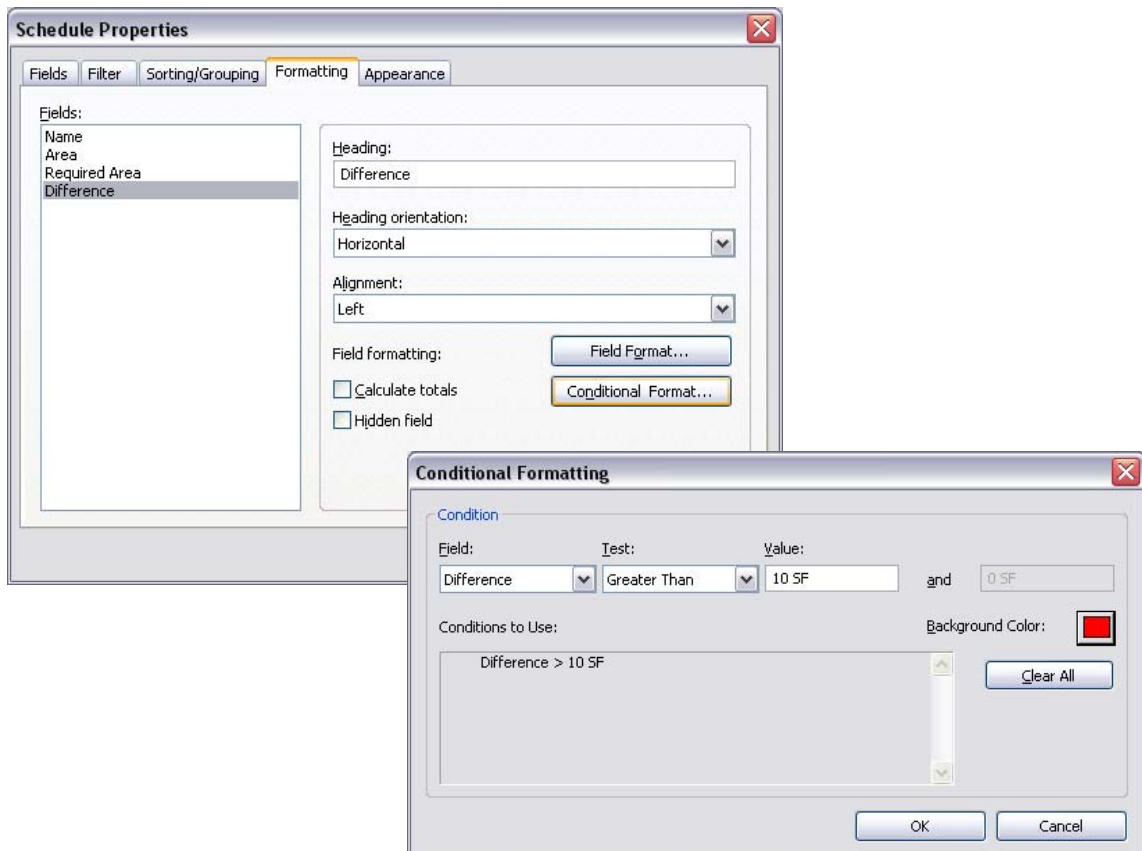 Schedule Properties
Fields Filter Sorting/Grouping Formatting Appearance
Fields:
Name
Area
Required Area
Difference
Heading:
Difference
Heading orientation:
Horizontal
Alignment:
Left
Field formatting: Field Format...
Calculate totals Conditional Format...
Hidden field
Conditional Formatting
Condition
Field: Test: Value:
Difference Greater Than 10 SF and 0 SF
Conditions to Use: Background Color:
Difference > 10 SF
Clear All
OK Cancel